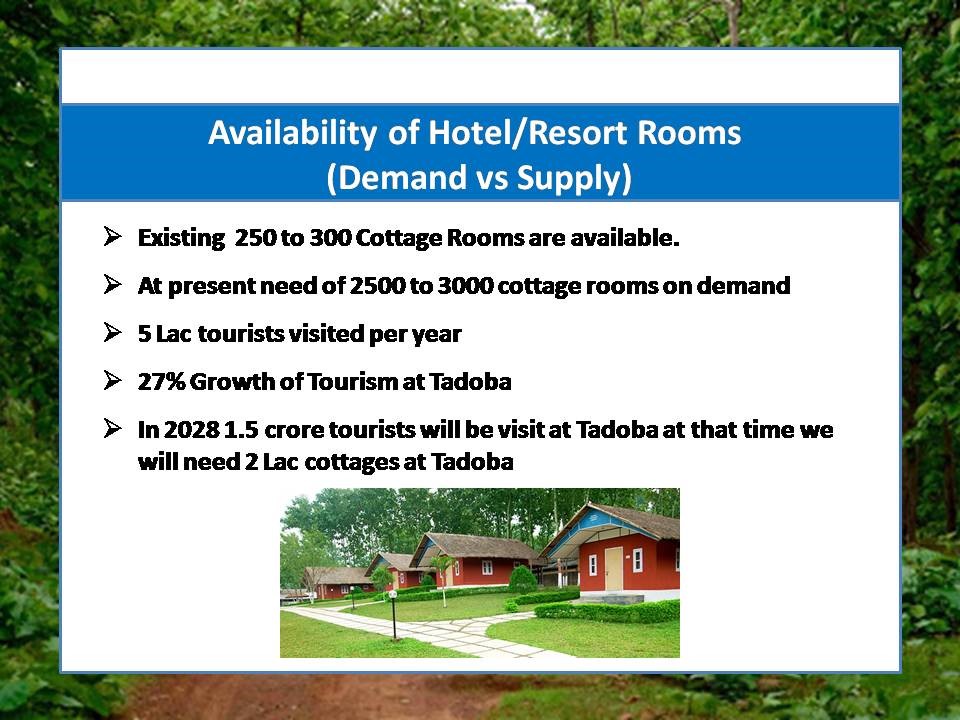 Availability of Hotel/Resort Rooms
(Demand vs Supply)
➢ Existing 250 to 300 Cottage Rooms are available.
➢ At present need of 2500 to 3000 cottage rooms on demand
➢ 5 Lac tourists visited per year
➢ 27% Growth of Tourism at Tadoba
➢ In 2028 1.5 crore tourists will be visit at Tadoba at that time we
will need 2 Lac cottages at Tadoba